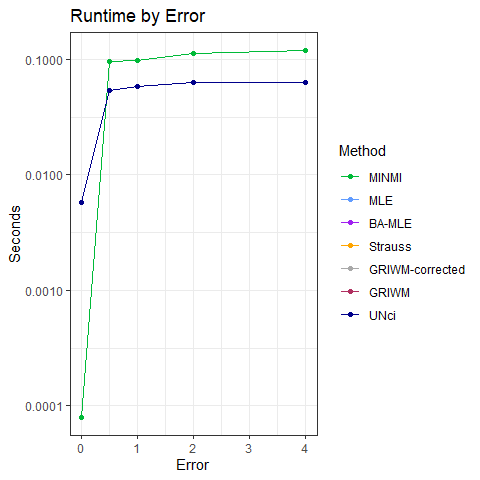 Runtime by Error
0.1000
0.0100
0.0010
0.0001
Seconds
0 1 2 3 4
Error
Method
MINMI
MLE
BA-MLE
Strauss
GRIWM-corrected
GRIWM
UNci